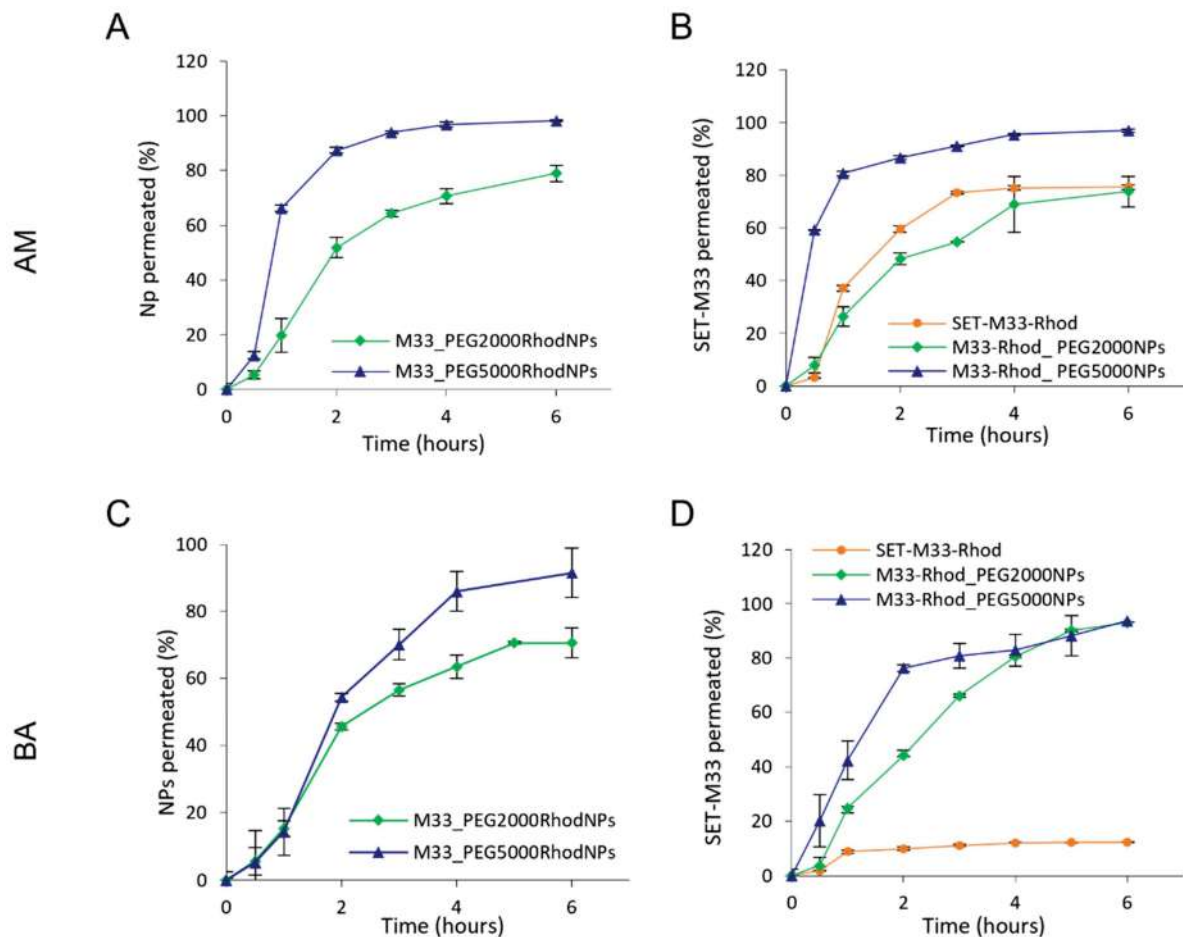 A
AM
Np permeated (%)
120
100
80
60
40
20
0
0 2 4 6
Time (hours)
M33_PEG2000RhodNPs
M33_PEG5000RhodNPs
B
SET-M33 permeated (%)
120
100
80
60
40
20
0
0 2 4 6
Time (hours)
SET-M33-Rhod
M33-Rhod_ PEG2000NPs
M33-Rhod_ PEG5000NPs
C
BA
NPs permeated (%)
100
80
60
40
20
0
0 2 4 6
Time (hours)
M33_PEG2000RhodNPs
M33_PEG5000RhodNPs
D
SET-M33 permeated (%)
120
100
80
60
40
20
0
0 2 4 6
Time (hours)
SET-M33-Rhod
M33-Rhod_PEG2000NPs
M33-Rhod_PEG5000NPs